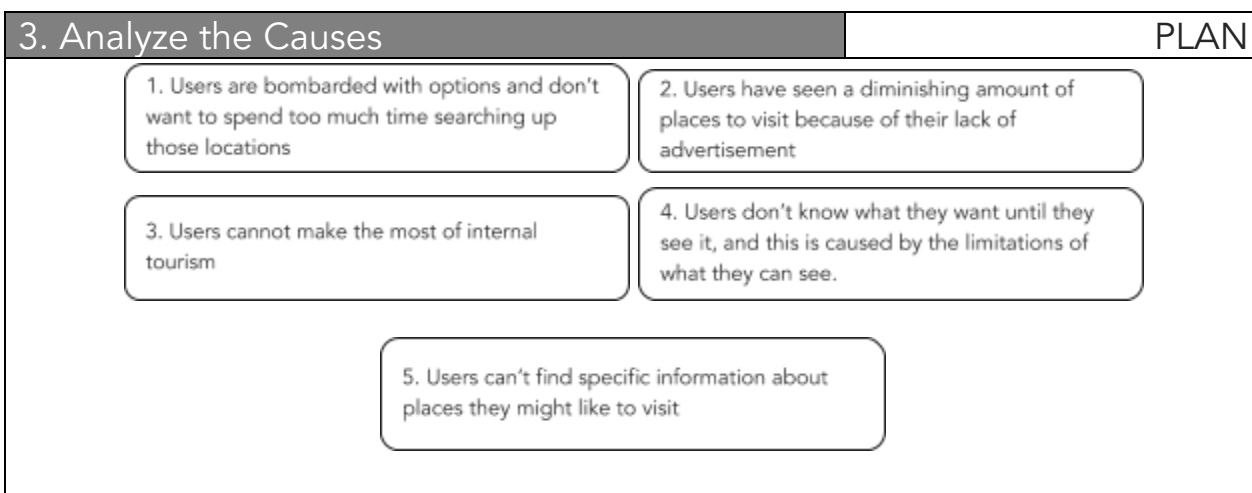 3. Analyze the Causes
PLAN
1. Users are bombarded with options and don't
want to spend too much time searching up
those locations
2. Users have seen a diminishing amount of
places to visit because of their lack of
advertisement
3. Users cannot make the most of internal
tourism
4. Users don't know what they want until they
see it, and this is caused by the limitations of
what they can see.
5. Users can't find specific information about
places they might like to visit